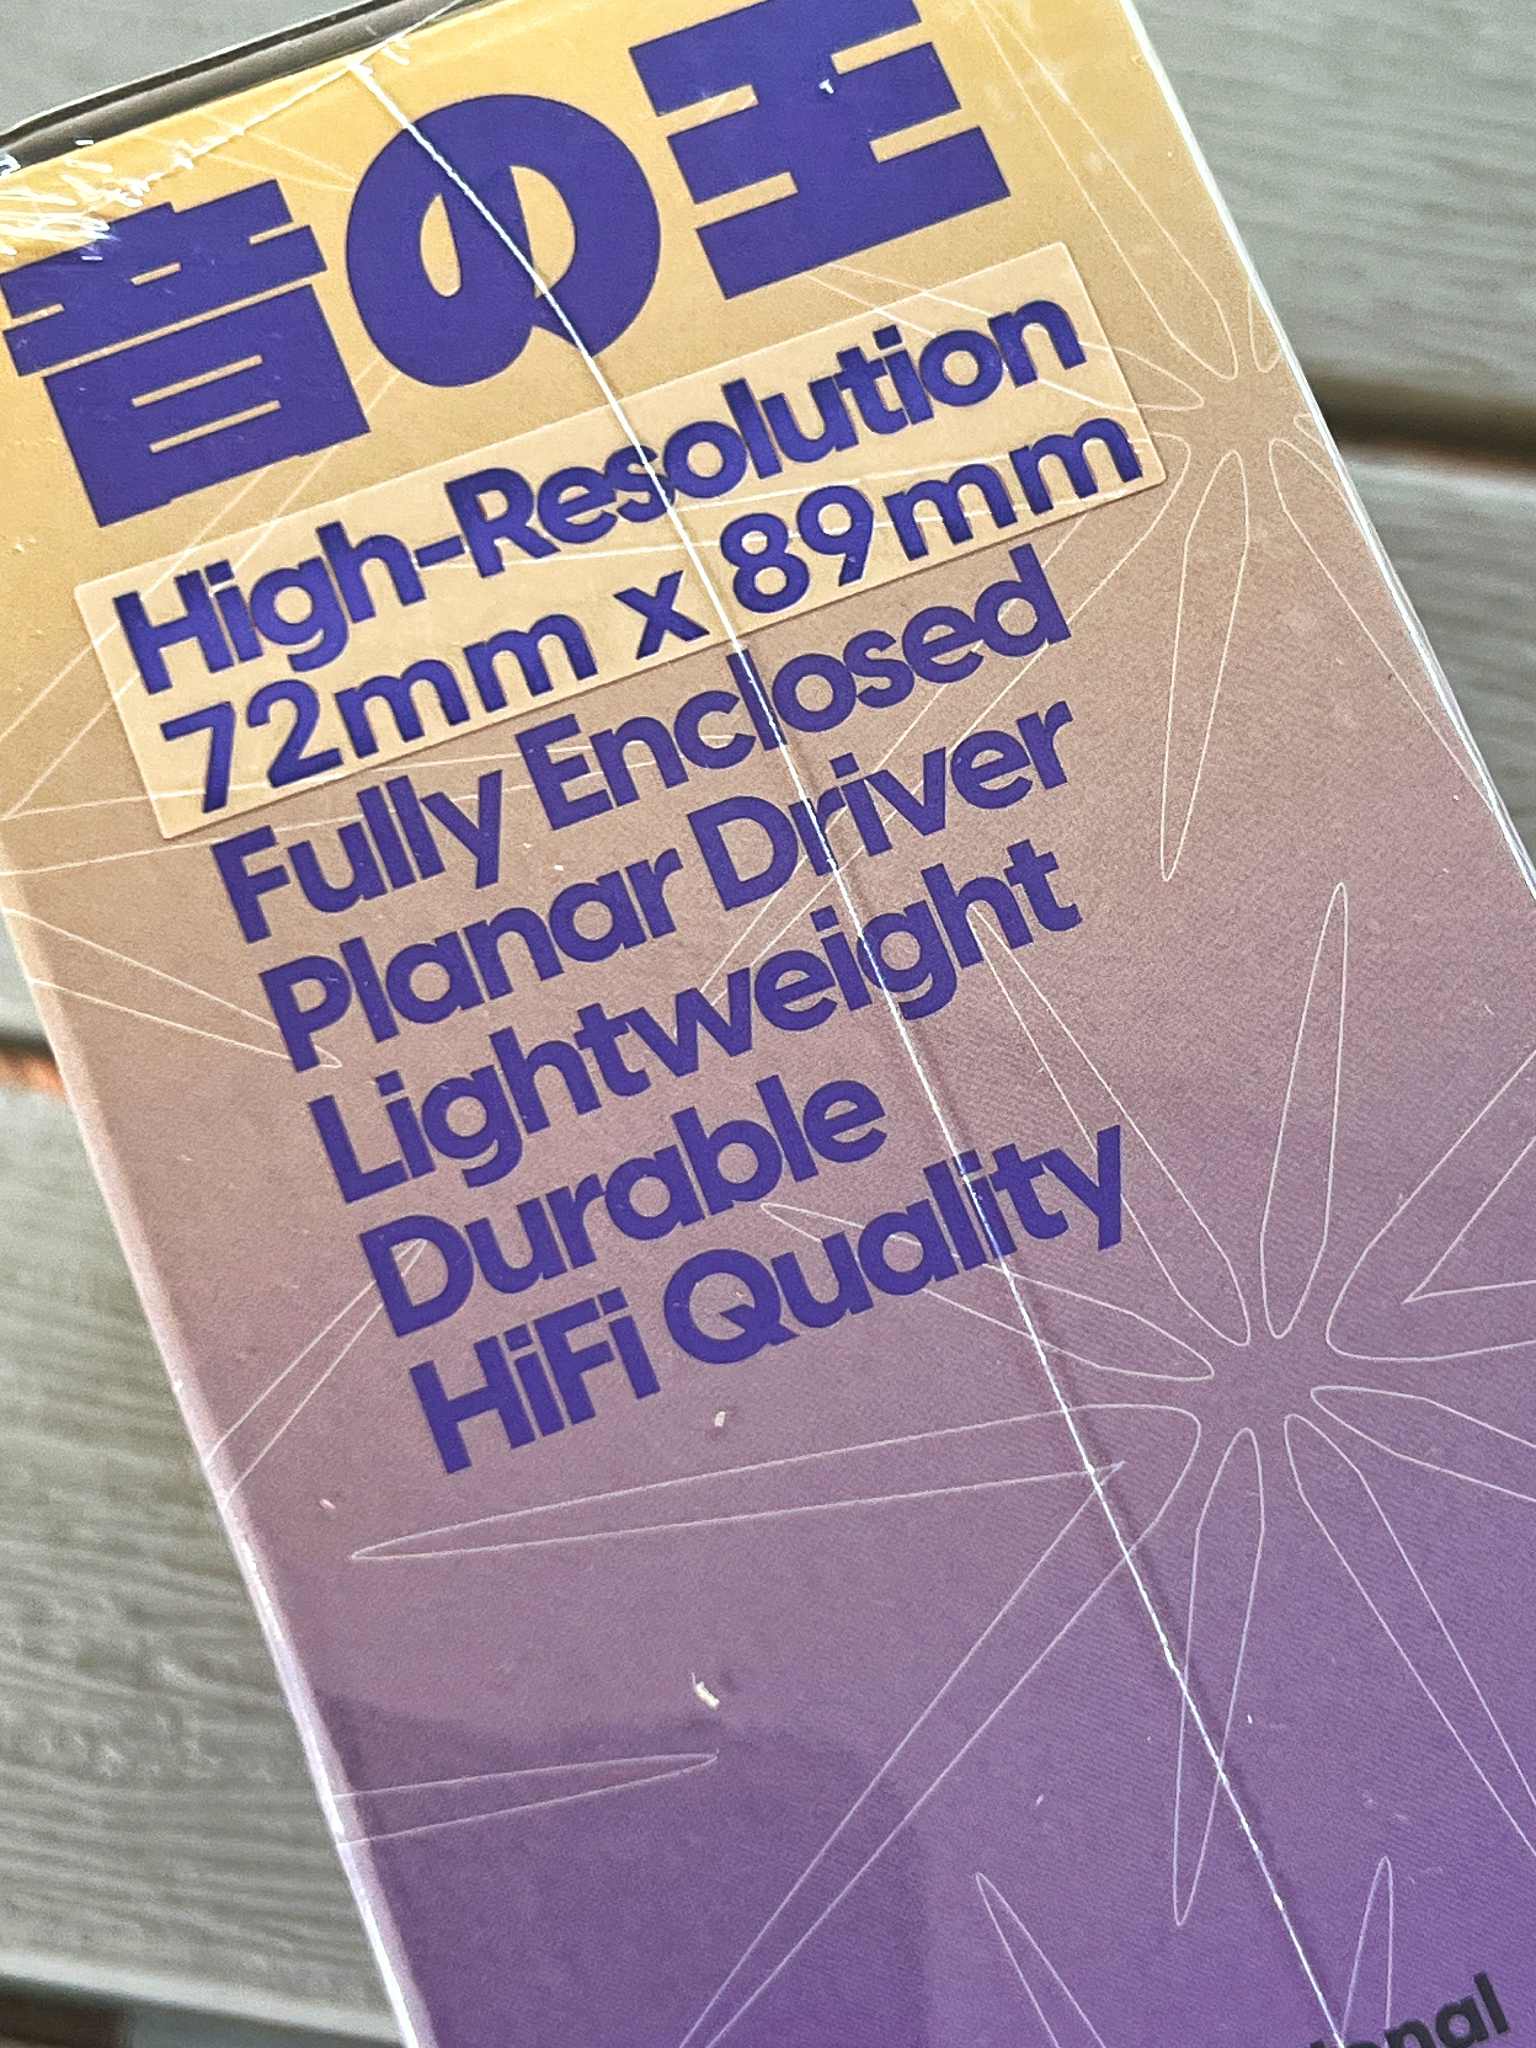 音の王
High-Resolution
72mm x 89mm
Fully Enclosed
Planar Driver
Lightweight
Durable
HiFi Quality